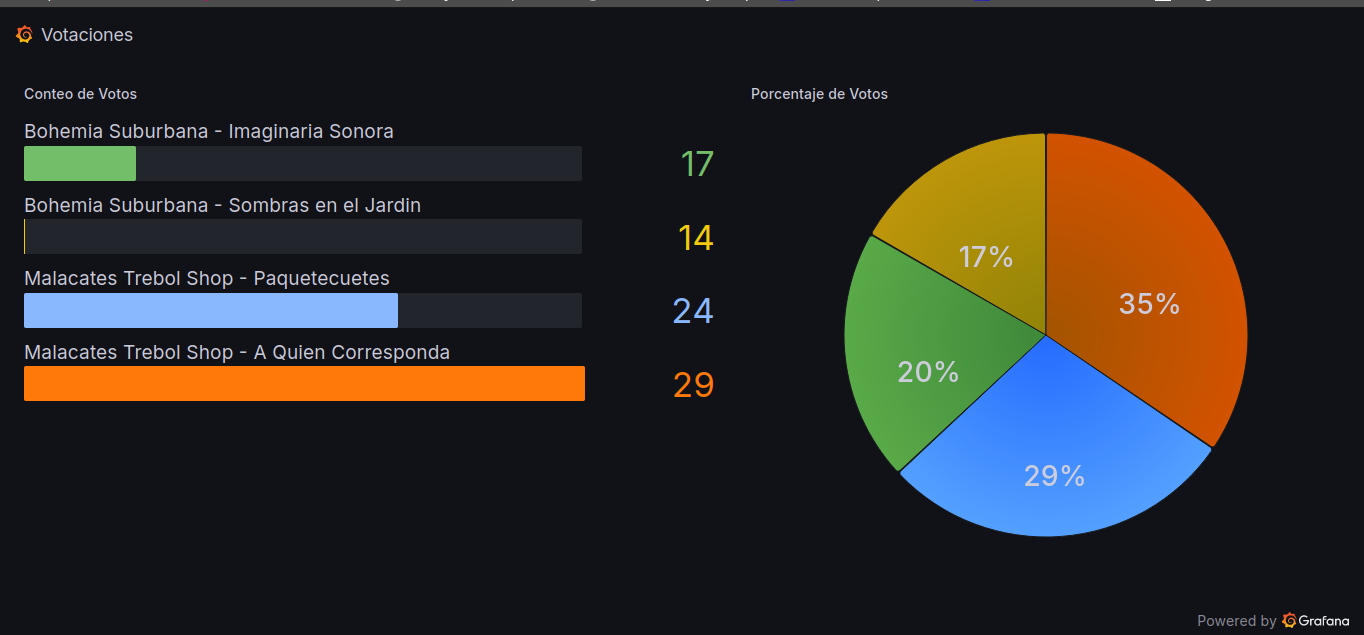 Votaciones
Conteo de Votos
Bohemia Suburbana - Imaginaria Sonora
17
Bohemia Suburbana - Sombras en el Jardin
14
Malacates Trebol Shop - Paquetecuetes
24
Malacates Trebol Shop - A Quien Corresponda
29
Porcentaje de Votos
17%
35%
20%
29%
Powered by Grafana